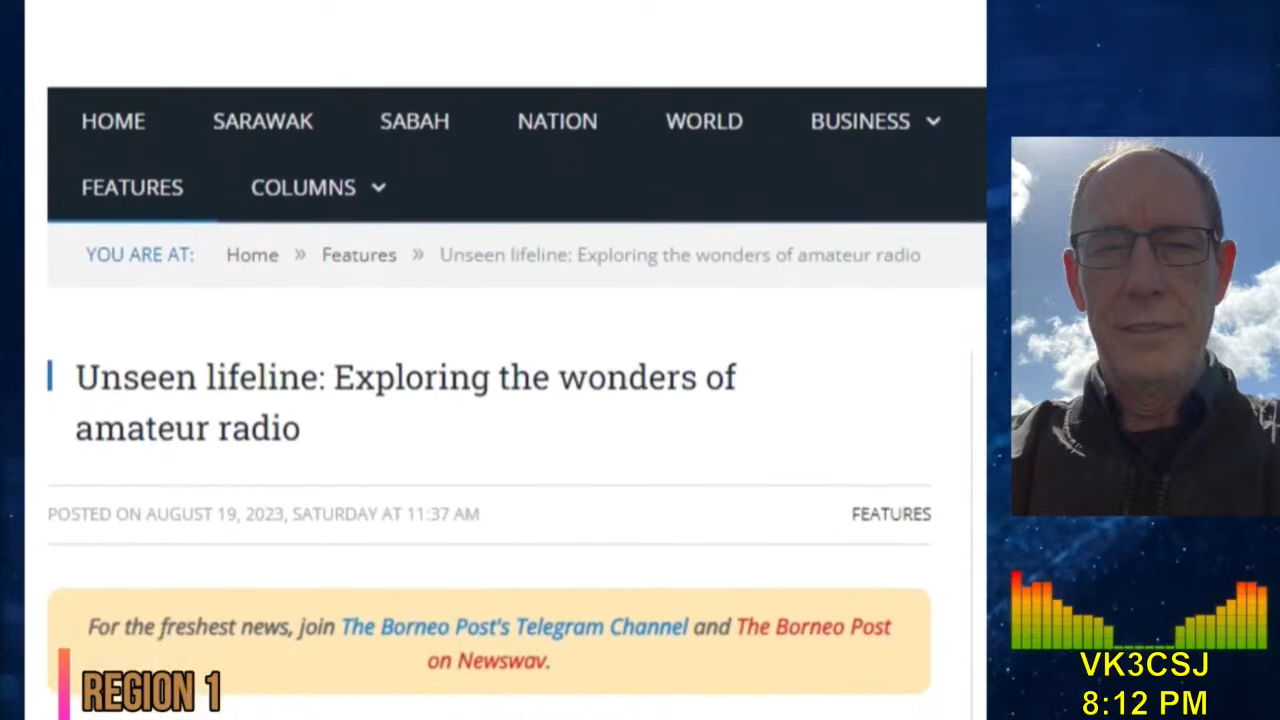 HOME SARAWAK SABAH NATION WORLD BUSINESS
FEATURES COLUMNS
YOU ARE AT: Home » Features » Unseen lifeline: Exploring the wonders of amateur radio
Unseen lifeline: Exploring the wonders of
amateur radio
POSTED ON AUGUST 19, 2023, SATURDAY AT 11:37 AM FEATURES
For the freshest news, join The Borneo Post's Telegram Channel and The Borneo Post
on Newswav.
REGION 1
VK3CSJ
8:12 PM